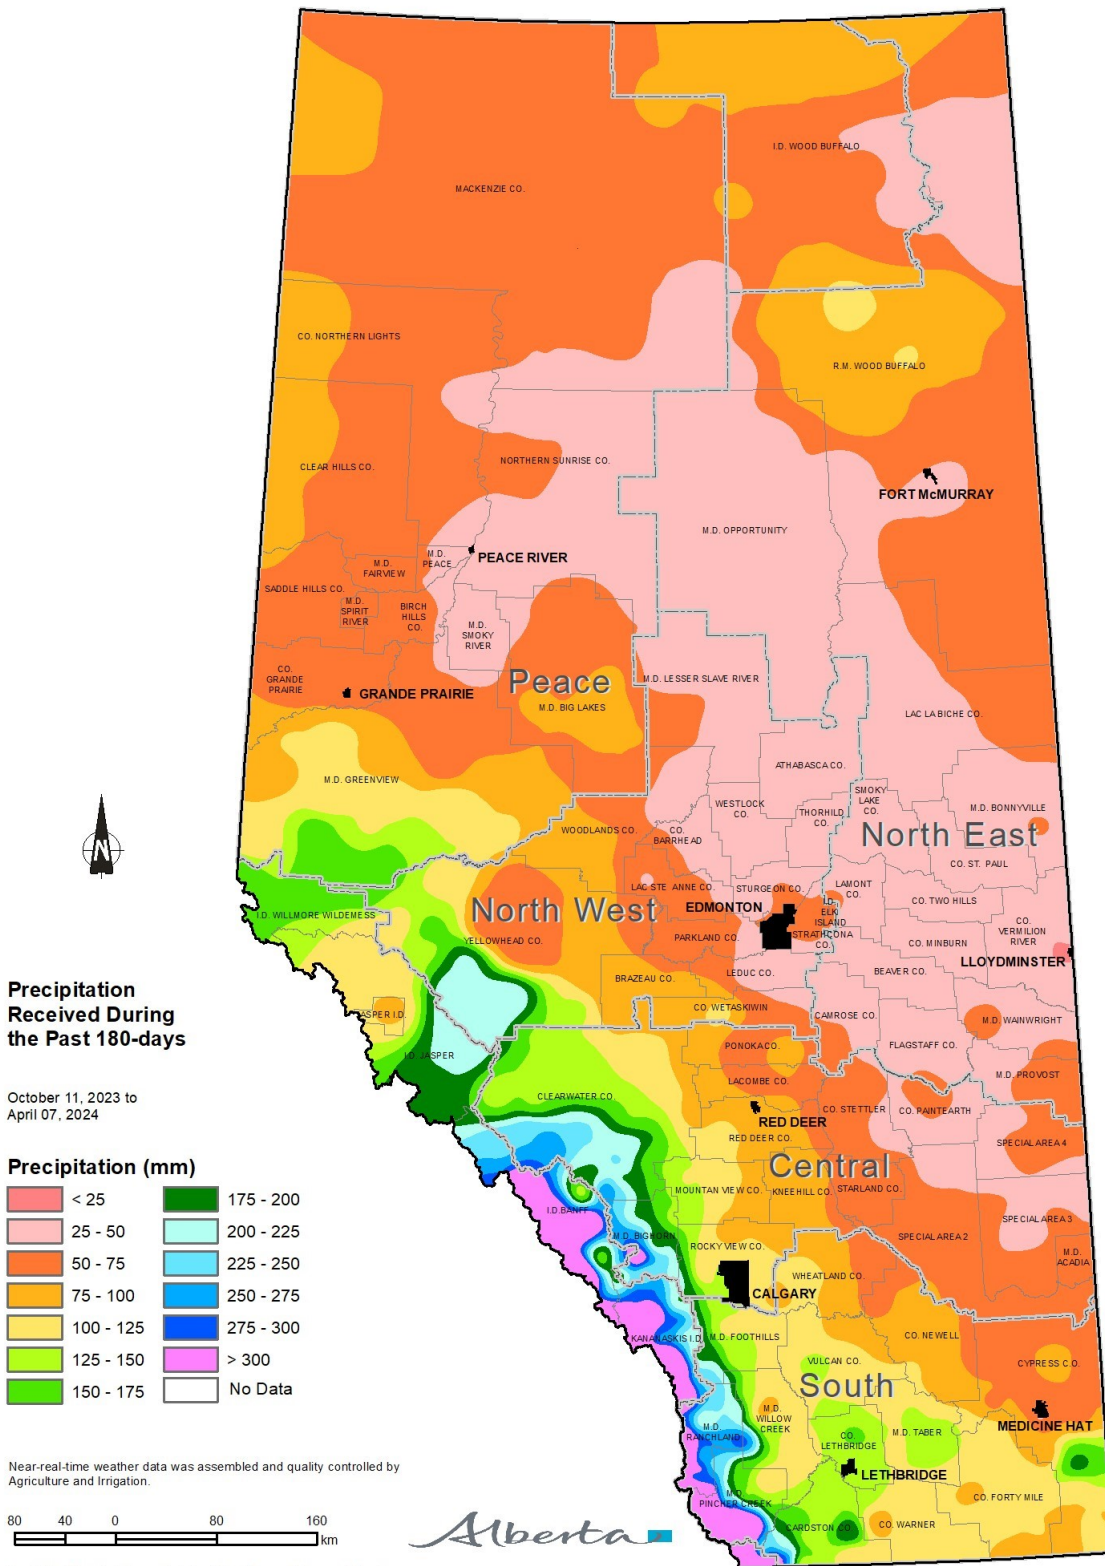 I.D. WOOD BUFFALO
MACKENZIE CO.
CO. NORTHERN LIGHTS
R.M. WOOD BUFFALO
CLEAR HILLS CO.
NORTHERN SUNRISE CO.
FORT McMURRAY
M.D. OPPORTUNITY
M.D.
PEACE
PEACE RIVER
M.D.
FAIRVIEW
SADDLE HILLS CO.
M.D.
SPIRIT
RIVER
BIRCH
HILLS
CO.
M.D.
SMOKY
RIVER
CO.
GRANDE
PRAIRIE
GRANDE PRAIRIE
Peace
M.D. LESSER SLAVE RIVER
M.D. BIG LAKES
LAC LA BICHE CO.
M.D. GREENVIEW
ATHABASCA CO.
WESTLOCK
CO.
THORHILD
CO.
SMOKY
LAKE
CO.
M.D. BONNYVILLE
WOODLANDS CO.
CO.
BARRHEAD
North East
CO. ST. PAUL
LAC STE ANNE CO.
STURGEON CO.
LAMONT
CO.
I.D. WILLMORE WILDERNESS
North West
EDMONTON
I.D.
ELK
ISLAND
CO. TWO HILLS
YELLOWHEAD CO.
PARKLAND CO.
STRATHCONA
CO.
CO. MINBURN
CO.
VERMILION
RIVER
LLOYDMINSTER
BRAZEAU CO.
LEDUC CO.
BEAVER CO.
JASPER I.D.
CO. WETASKIWIN
CAMROSE CO.
M.D. WAINWRIGHT
I.D. JASPER
PONOKA CO.
FLAGSTAFF CO.
LACOMBE CO.
M.D. PROVOST
CLEARWATER CO.
CO. STETTLER
CO. PAINTEARTH
RED DEER
RED DEER CO.
SPECIAL AREA 4
Central
MOUNTAN VIEW CO.
KNEEHILL CO.
STARLAND CO.
I.D. BANFF
M.D. BIGHORN
SPECIAL AREA 3
ROCKY VIEW CO.
SPECIAL AREA 2
M.D.
ACADIA
WHEATLAND CO.
CALGARY
KANANASKIS I.D.
M.D. FOOTHILLS
CO. NEWELL
VULCAN CO.
CYPRESS C.O.
South
M.D.
WILLOW
CREEK
MEDICINE HAT
M.D.
RANCHLAND
CO.
LETHBRIDGE
M.D. TABER
LETHBRIDGE
M.D.
PINCHER CREEK
CO. FORTY MILE
CARDSTON CO.
CO. WARNER
N
Precipitation
Received During
the Past 180-days
October 11, 2023 to
April 07, 2024
Precipitation (mm)
< 25
25 - 50
50 - 75
75 - 100
100 - 125
125 - 150
150 - 175
175 - 200
200 - 225
225 - 250
250 - 275
275 - 300
> 300
No Data
Near-real-time weather data was assembled and quality controlled by
Agriculture and Irrigation.
80 40 0 80 160
km
Alberta